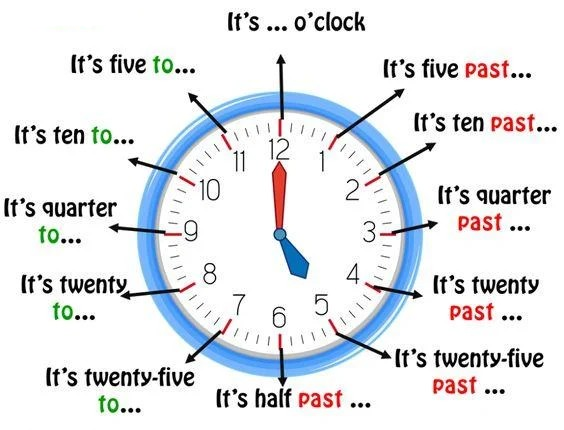 It's ... o'clock
It's five to...
It's five past...
It's ten to...
It's ten past...
It's quarter
to...
It's quarter
past ...
It's twenty
to...
It's twenty
past ...
It's twenty-five
to...
It's half past ...
It's twenty-five
past ...
12
1
2
3
4
5
6
7
8
9
10
11